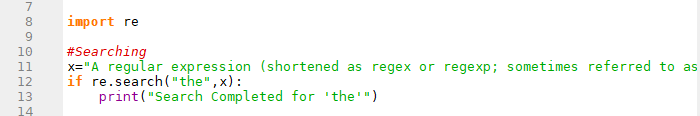 7
8 import re
9
10 #Searching
11 x="A regular expression (shortened as regex or regexp; sometimes referred to as
12 if re.search("the",x):
13 print("Search Completed for 'the'")
14